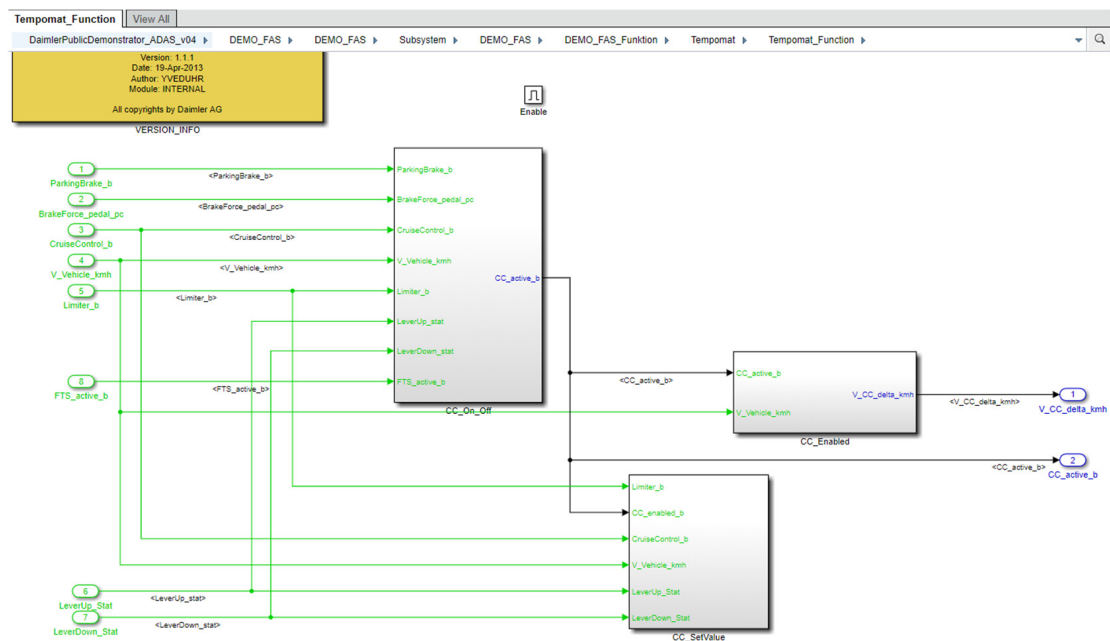 Tempomat_Function View All
DaimlerPublicDemonstrator_ADAS_v04 DEMO_FAS DEMO_FAS Subsystem DEMO_FAS DEMO_FAS_Funktion Tempomat Tempomat_Function
Version: 1.1.1
Date: 19-Apr-2013
Author: YVEDUHR
Module: INTERNAL
All copyrights by Daimler AG
VERSION_INFO
Enable
1
ParkingBrake_b
<ParkingBrake_b>
ParkingBrake_b
2
BrakeForce_pedal_pc
<BrakeForce_pedal_pc>
BrakeForce_pedal_pc
3
CruiseControl_b
<CruiseControl_b>
CruiseControl_b
4
V_Vehicle_kmh
<V_Vehicle_kmh>
V_Vehicle_kmh
5
Limiter_b
<Limiter_b>
Limiter_b
LeverUp_stat
LeverDown_stat
8
FTS_active_b
<FTS_active_b>
FTS_active_b
CC_active_b
CC_On_Off
<CC_active_b>
CC_active_b
V_Vehicle_kmh
V_CC_delta_kmh
CC_Enabled
<V_CC_delta_kmh>
1
V_CC_delta_kmh
<CC_active_b>
2
CC_active_b
Limiter_b
CC_enabled_b
CruiseControl_b
V_Vehicle_kmh
LeverUp_Stat
LeverDown_Stat
CC_SetValue
6
LeverUp_Stat
<LeverUp_stat>
7
LeverDown_Stat
<LeverDown_stat>